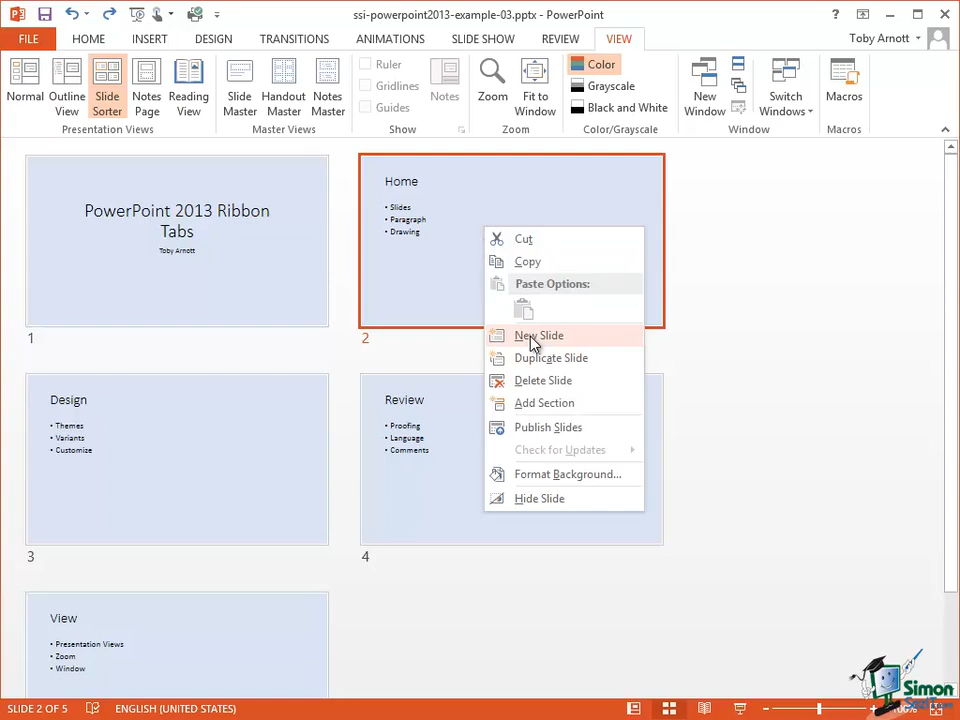 ssi-powerpoint2013-example-03.pptx - PowerPoint
FILE HOME INSERT DESIGN TRANSITIONS ANIMATIONS SLIDE SHOW REVIEW VIEW Toby Arnott
Normal
Outline View
Slide Sorter
Notes Page
Reading View
Presentation Views
Slide Master
Handout Master
Notes Master
Master Views
Ruler
Gridlines
Guides
Notes
Show
Zoom
Fit to Window
Zoom
Color
Grayscale
Black and White
Color/Grayscale
New Window
Switch Windows
Window
Macros
Macros
PowerPoint 2013 Ribbon
Tabs
Toby Arnott
1
Home
• Slides
• Paragraph
• Drawing
2
Cut
Copy
Paste Options:
New Slide
Duplicate Slide
Delete Slide
Add Section
Publish Slides
Check for Updates
Format Background...
Hide Slide
Design
• Themes
• Variants
• Customize
3
Review
• Proofing
• Language
• Comments
4
View
• Presentation Views
• Zoom
• Window
SLIDE 2 OF 5 ENGLISH (UNITED STATES)
Simon